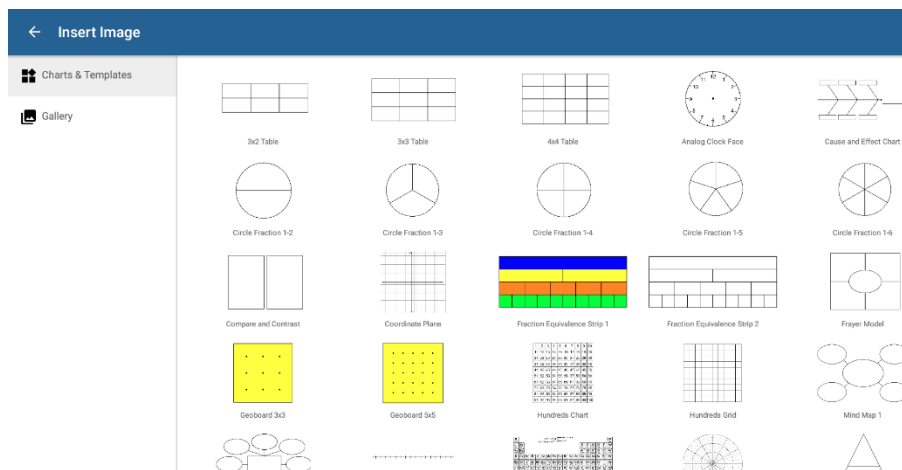 Insert Image
Charts & Templates
Gallery
3x2 Table
3x3 Table
4x4 Table
Analog Clock Face
Cause and Effect Chart
Circle Fraction 1-2
Circle Fraction 1-3
Circle Fraction 1-4
Circle Fraction 1-5
Circle Fraction 1-6
Compare and Contrast
Coordinate Plane
Fraction Equivalence Strip 1
Fraction Equivalence Strip 2
Frayer Model
Geoboard 3x3
Geoboard 5x5
Hundreds Chart
Hundreds Grid
Mind Map 1